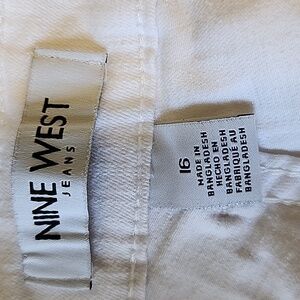 NINE WEST
JEANS
16
MADE IN
BANGLADESH
HECHO EN
BANGLADESH
FABRIQUÉ AU
BANGLADESH